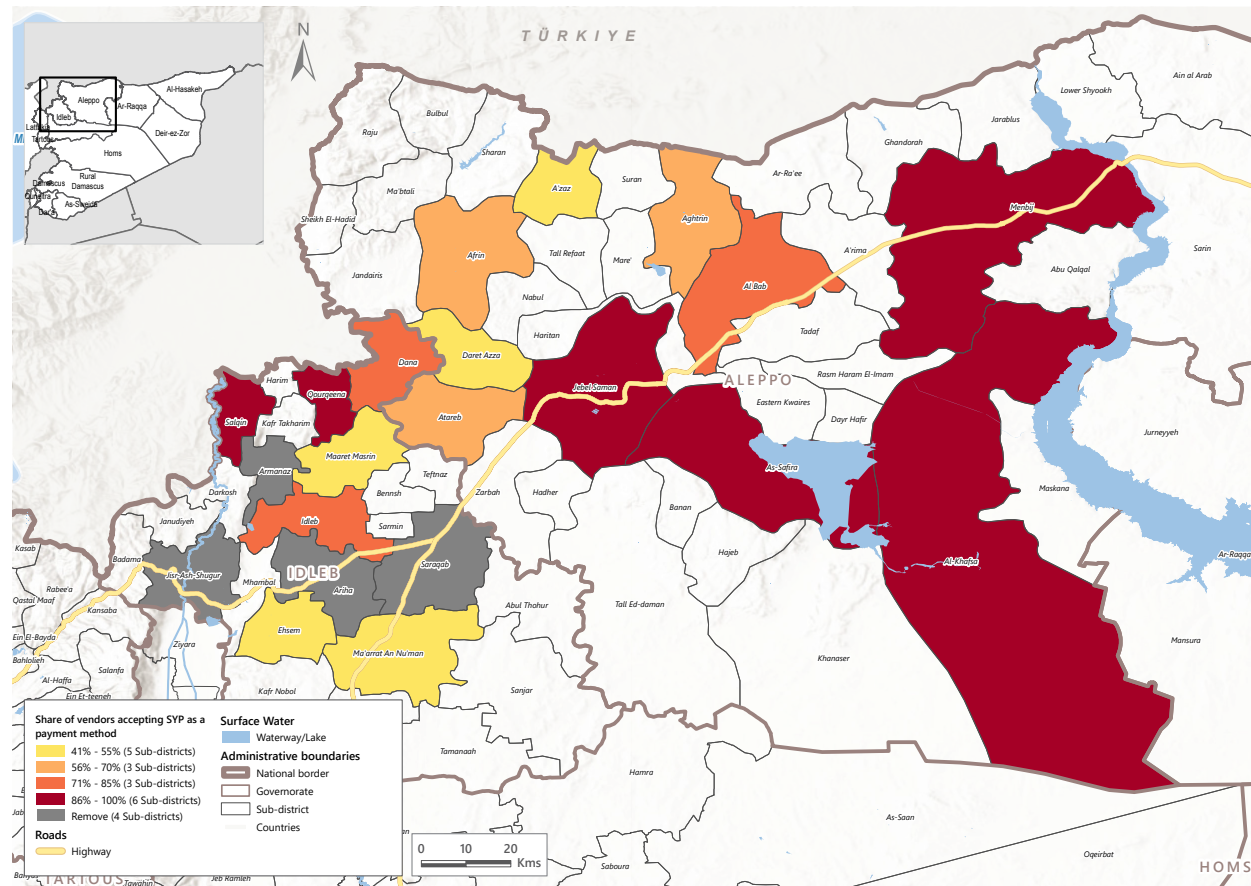 TÜRKİYE
N
Al-Hasakeh
Aleppo
Ar-Raqqa
Idleb
Tartous
Deir-ez-Zor
Homs
Rural
Damascus
Damascus
As-Sweida
Ain al Arab
Lower Shyookh
Jarablus
Bulbul
Raju
Sharan
Ghandorah
Ar-Ra'ee
Suran
A'zaz
Ma'btali
Sheikh El-Hadid
Aghtrin
Menbij
Sarin
A'rima
Afrin
Tall Refaat
Mare'
Abu Qalqal
Jandairis
Al Bab
Nabul
Tadaf
Haritan
Daret Azza
Dana
Harim
Qourqeena
Rasm Haram El-Imam
ALEPPO
Jebel Saman
Eastern Kwaires
Dayr Hafir
Salqin
Kafr Takharim
Atareb
Jurneyyeh
Maaret Masrin
Armanaz
Teftnaz
As-Safira
Bennsh
Zarbah
Hadher
Maskana
Darkosh
Banan
Janudiyeh
Idleb
Sarmin
Kasab
Badama
Hajeb
Ar-Raqqa
Jisr-Ash-Shugur
IDLEB
Saraqab
Al-Khafsa
Mhambal
Ariha
Rabee'a
Qastal Maaf
Kansaba
Abul Thohur
Tall Ed-daman
Ehsem
Ein El-Bayda
Ziyara
Mansura
Ma'arrat An Nu'man
Khanaser
Bahlolieh
Salanfa
Al-Haffa
Kafr Nobol
Sanjar
Ein Et-teeneh
Tamanaah
Hamra
As-Saan
Oqeirbat
Saboura
HOMS
TARTOUS
Tawahin
Jeb Ramleh
Share of vendors accepting SYP as a
payment method
41% - 55% (5 Sub-districts)
56% - 70% (3 Sub-districts)
71% - 85% (3 Sub-districts)
86% - 100% (6 Sub-districts)
Remove (4 Sub-districts)
Roads
Highway
Surface Water
Waterway/Lake
Administrative boundaries
National border
Governorate
Sub-district
Countries
0 10 20
Kms